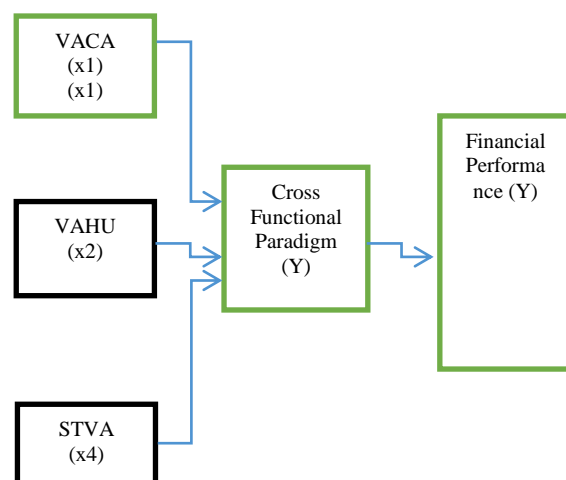 VACA
(x1)
(x1)
VAHU
(x2)
STVA
(x4)
Cross
Functional
Paradigm
(Y)
Financial
Performa
nce (Y)